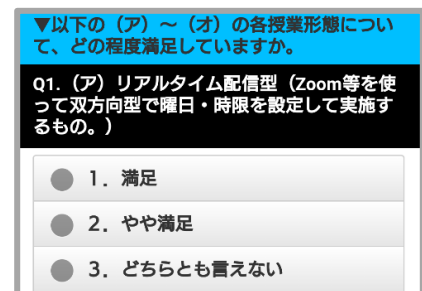 ▼以下の（ア）～（オ）の各授業形態につい
て、どの程度満足していますか。
Q1.（ア）リアルタイム配信型（Zoom等を使
って双方向型で曜日・時限を設定して実施す
るもの。）
1．満足
2．やや満足
3．どちらとも言えない